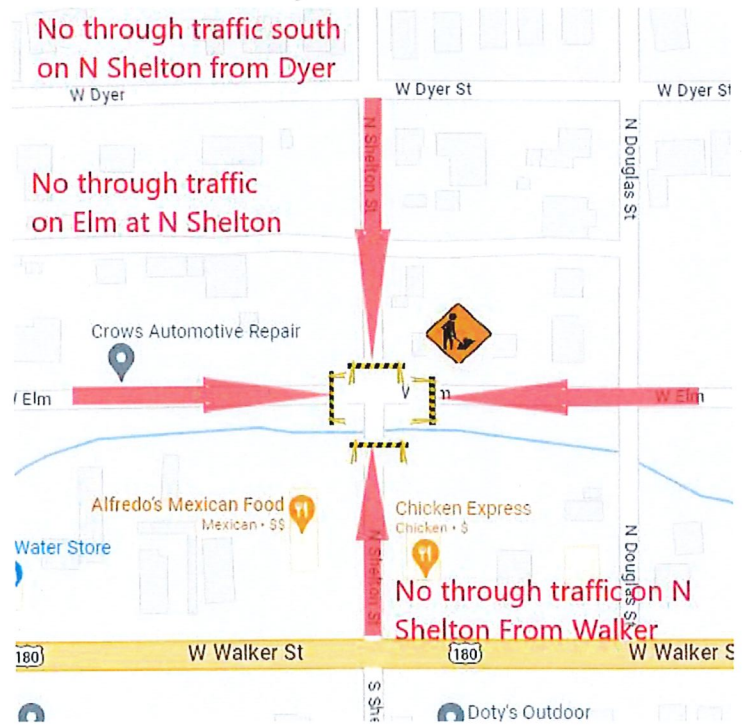 No through traffic south
on N Shelton from Dyer
W Dyer
W Dyer St
W Dyer St
N Shelton St
N Douglas St
No through traffic
on Elm at N Shelton
Crows Automotive Repair
W Elm
Alfredo's Mexican Food
Mexican • $$
Chicken Express
Chicken • $
Water Store
N Shelton St
N Douglas St
No through traffic on N
Shelton From Walker
180
W Walker St
180
W Walker S
S She
Doty's Outdoor